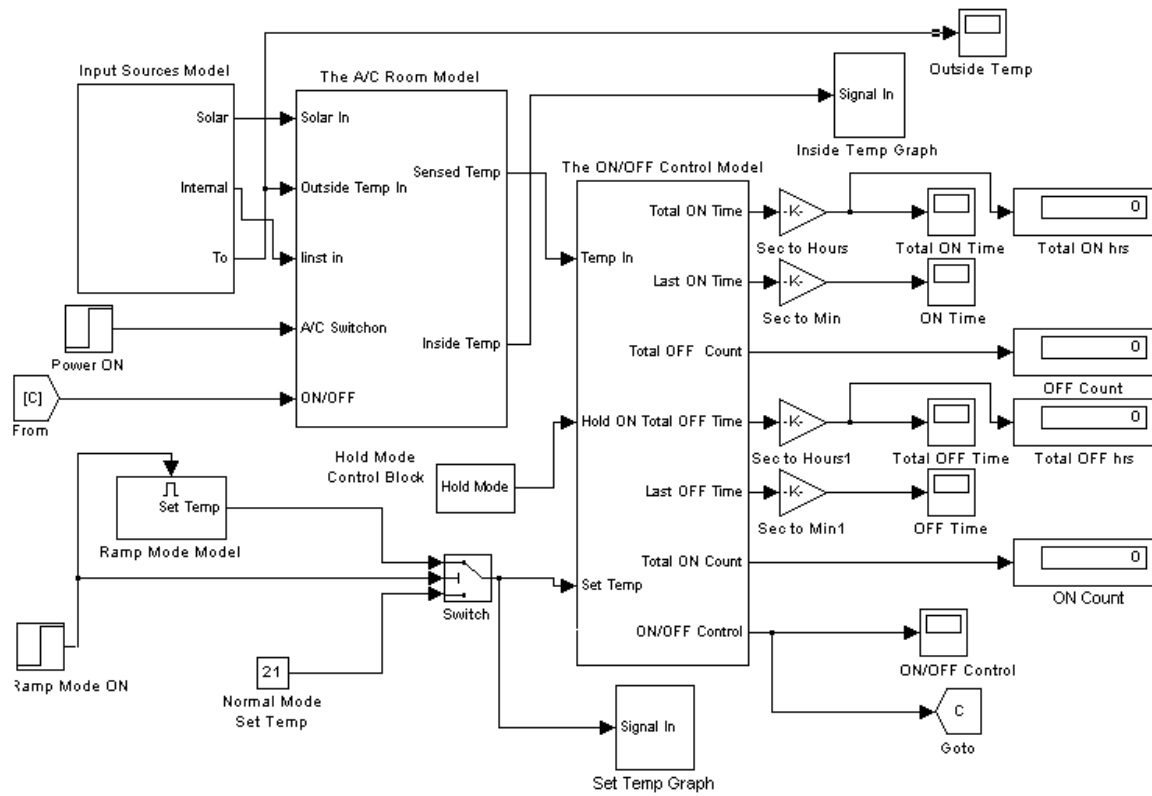 Outside Temp
Input Sources Model
Solar
Internal
To
The A/C Room Model
Solar In
Outside Temp In
Iinst in
A/C Switchon
ON/OFF
Sensed Temp
Inside Temp
Signal In
Inside Temp Graph
Power ON
[C]
From
The ON/OFF Control Model
Temp In
Hold ON
Set Temp
Total ON Time
Last ON Time
Total OFF Count
Total OFF Time
Last OFF Time
Total ON Count
ON/OFF Control
-K-
Sec to Hours
Total ON Time
0
Total ON hrs
-K-
Sec to Min
ON Time
0
OFF Count
-K-
Sec to Hours1
Total OFF Time
0
Total OFF hrs
-K-
Sec to Min1
OFF Time
0
ON Count
ON/OFF Control
C
Goto
Hold Mode
Control Block
Hold Mode
Set Temp
Ramp Mode Model
Switch
Ramp Mode ON
21
Normal Mode
Set Temp
Signal In
Set Temp Graph